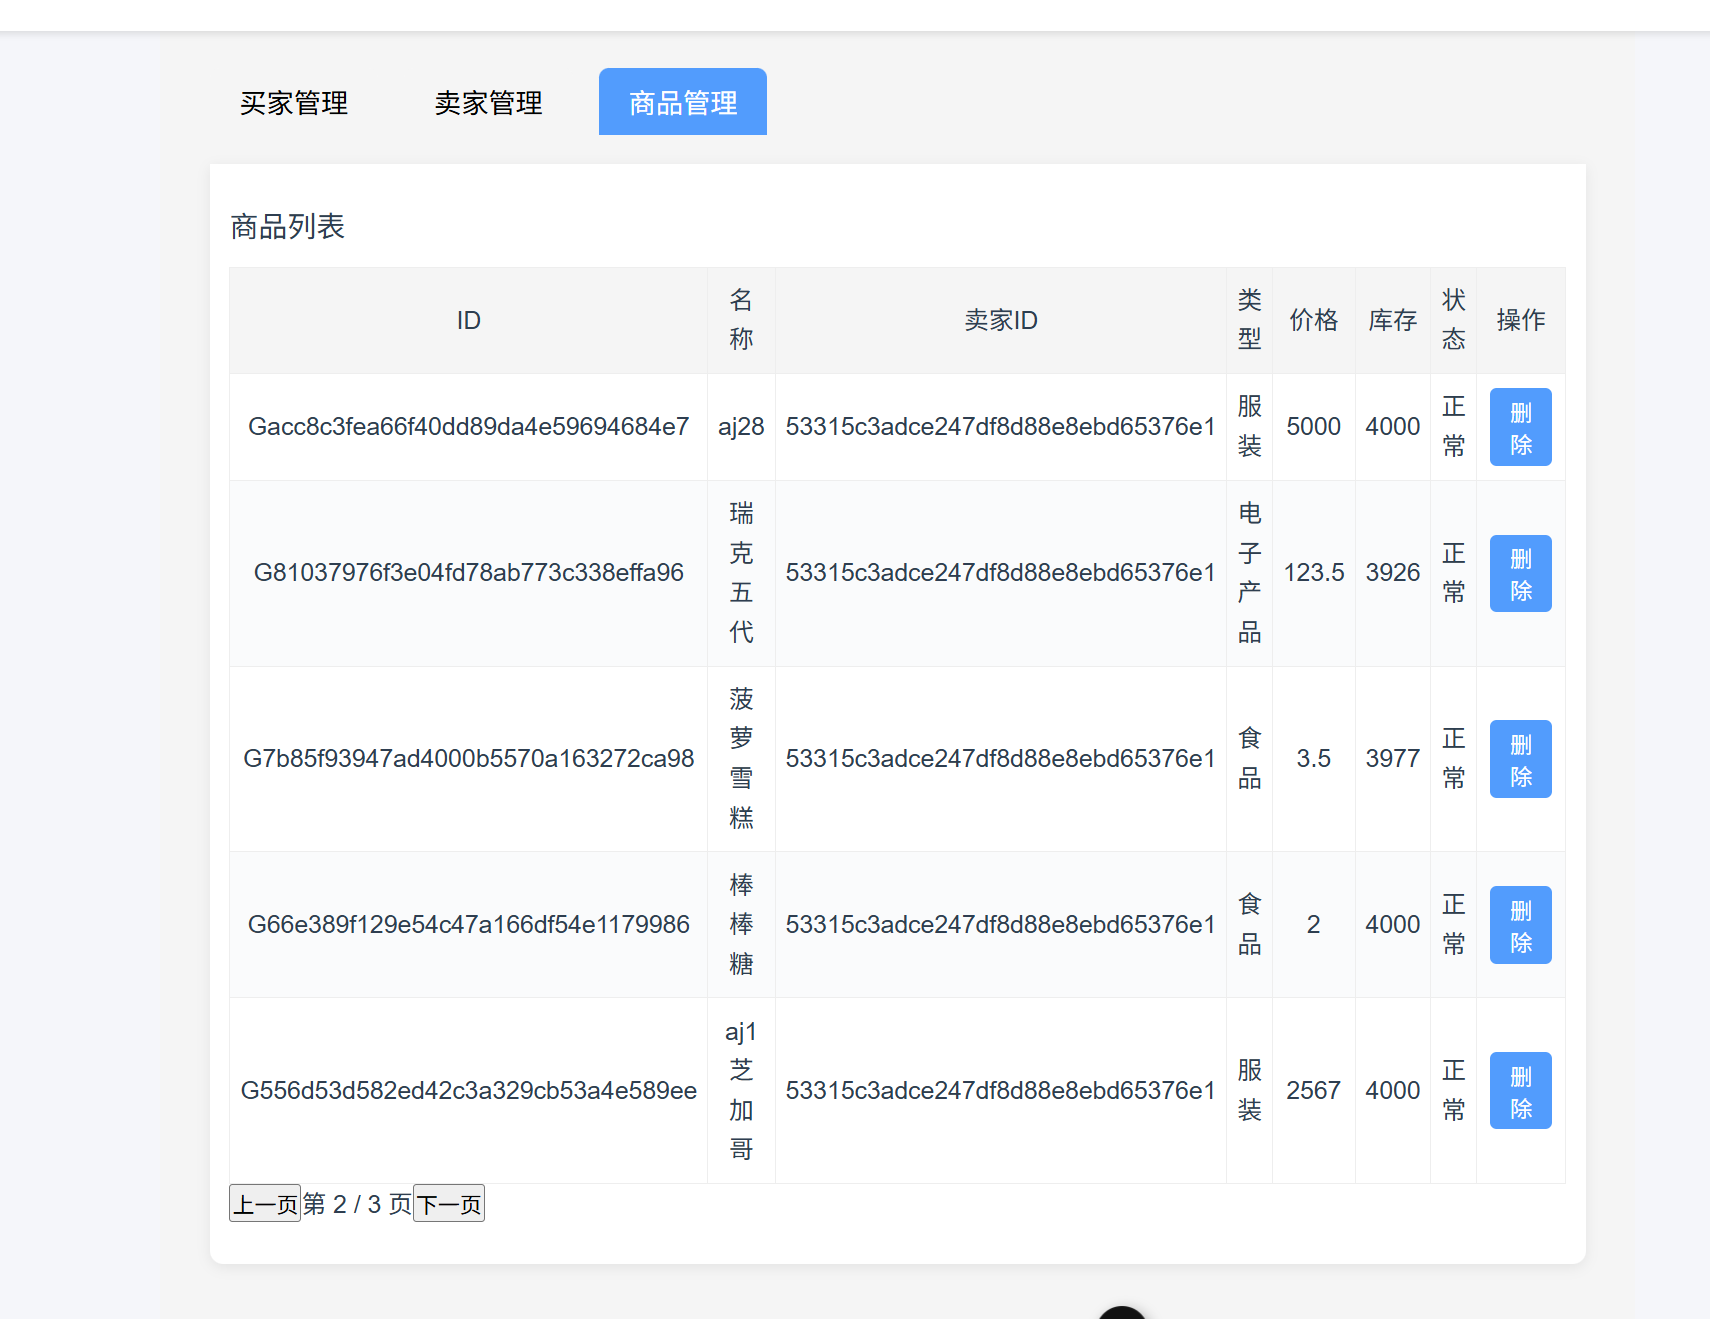 买家管理 卖家管理 商品管理
商品列表
ID 名称 卖家ID 类型 价格 库存 状态 操作
Gacc8c3fea66f40dd89da4e59694684e7 aj28 53315c3adce247df8d88e8ebd65376e1 服装 5000 4000 正常 删除
G81037976f3e04fd78ab773c338effa96 瑞克五代 53315c3adce247df8d88e8ebd65376e1 电子产品 123.5 3926 正常 删除
G7b85f93947ad4000b5570a163272ca98 菠萝雪糕 53315c3adce247df8d88e8ebd65376e1 食品 3.5 3977 正常 删除
G66e389f129e54c47a166df54e1179986 棒棒糖 53315c3adce247df8d88e8ebd65376e1 食品 2 4000 正常 删除
G556d53d582ed42c3a329cb53a4e589ee aj1芝加哥 53315c3adce247df8d88e8ebd65376e1 服装 2567 4000 正常 删除
上一页 第 2 / 3 页 下一页